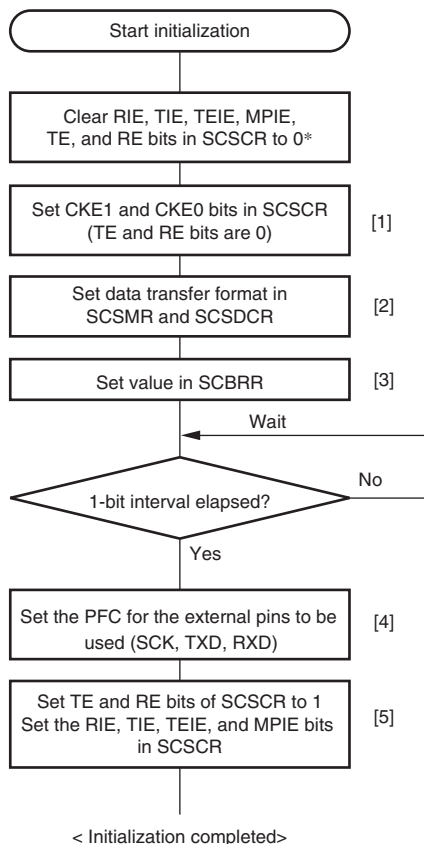 Start initialization
Clear RIE, TIE, TEIE, MPIE,
TE, and RE bits in SCSCR to 0*
Set CKE1 and CKE0 bits in SCSCR
(TE and RE bits are 0)
[1]
Set data transfer format in
SCSMR and SCSDCR
[2]
Set value in SCBRR
[3]
Wait
1-bit interval elapsed?
No
Yes
Set the PFC for the external pins to be
used (SCK, TXD, RXD)
[4]
Set TE and RE bits of SCSCR to 1
Set the RIE, TIE, TEIE, and MPIE bits
in SCSCR
[5]
< Initialization completed>